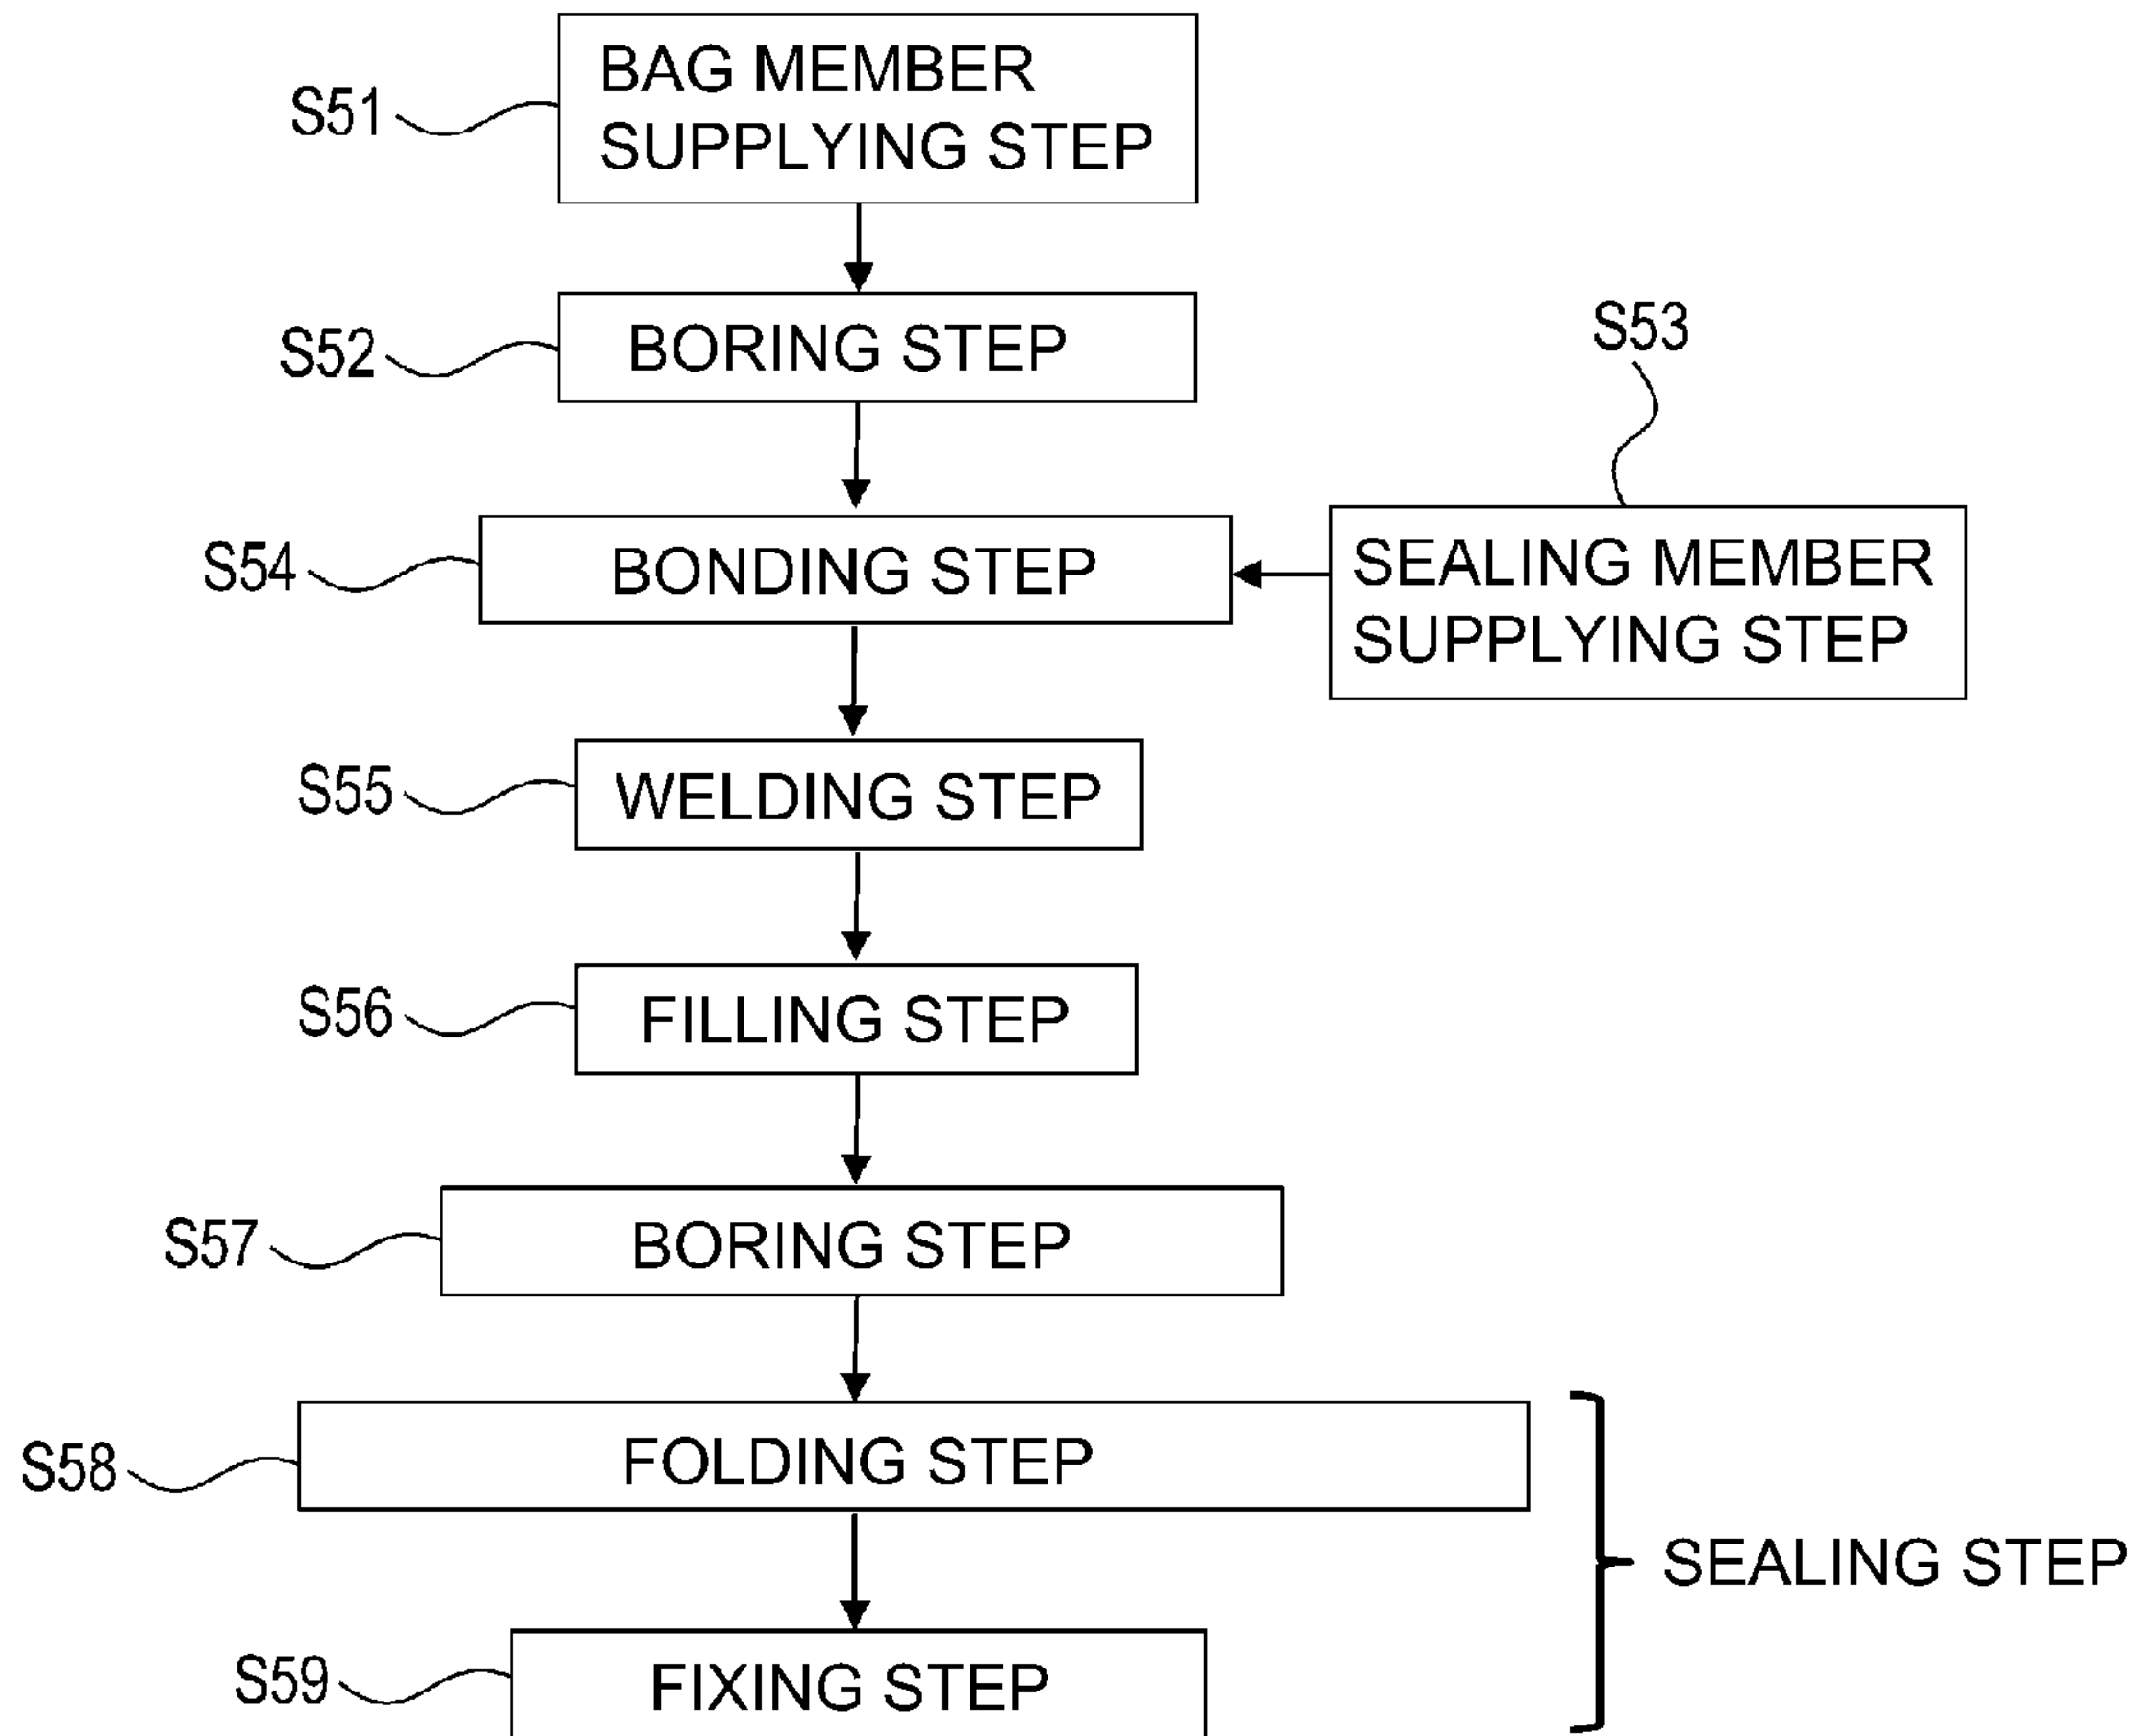 S51
BAG MEMBER
SUPPLYING STEP
S52
BORING STEP
S53
S54
BONDING STEP
SEALING MEMBER
SUPPLYING STEP
S55
WELDING STEP
S56
FILLING STEP
S57
BORING STEP
S58
FOLDING STEP
SEALING STEP
S59
FIXING STEP